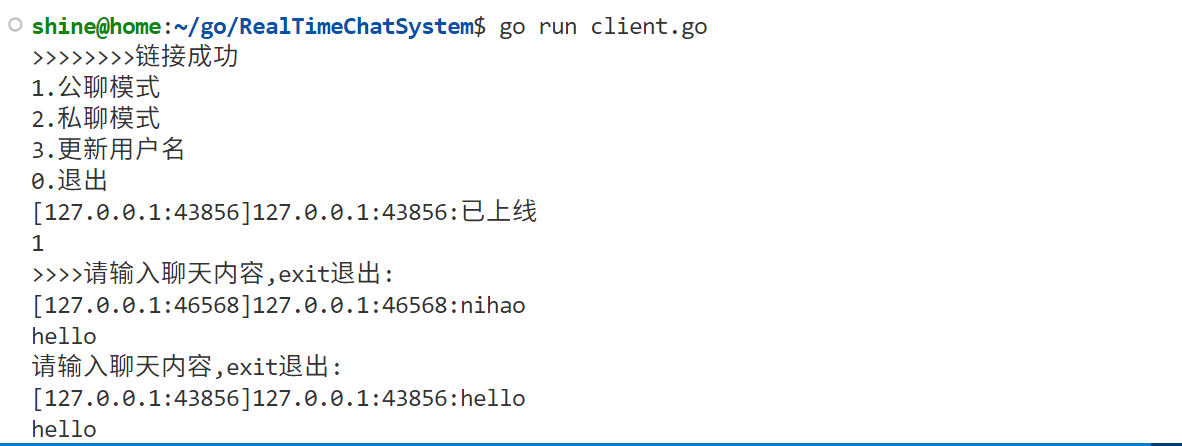 shine@home:~/go/RealTimeChatSystem$ go run client.go
>>>>>>>>链接成功
1.公聊模式
2.私聊模式
3.更新用户名
0.退出
[127.0.0.1:43856]127.0.0.1:43856:已上线
1
>>>>请输入聊天内容,exit退出:
[127.0.0.1:46568]127.0.0.1:46568:nihao
hello
请输入聊天内容,exit退出:
[127.0.0.1:43856]127.0.0.1:43856:hello
hello